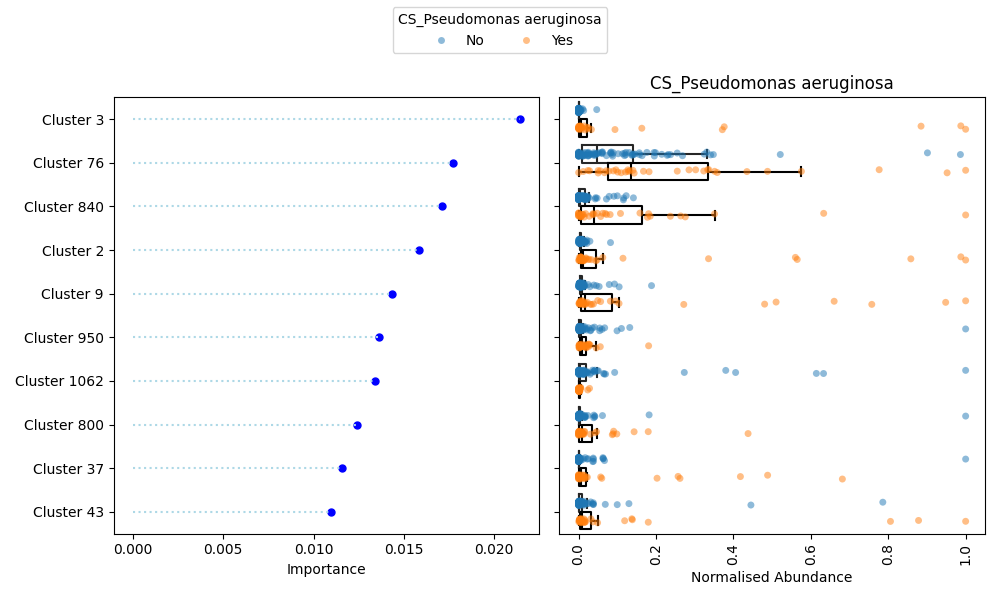 CS_Pseudomonas aeruginosa
No Yes
CS_Pseudomonas aeruginosa
Cluster 3
Cluster 76
Cluster 840
Cluster 2
Cluster 9
Cluster 950
Cluster 1062
Cluster 800
Cluster 37
Cluster 43
0.000 0.005 0.010 0.015 0.020
Importance
0.0 0.2 0.4 0.6 0.8 1.0
Normalised Abundance